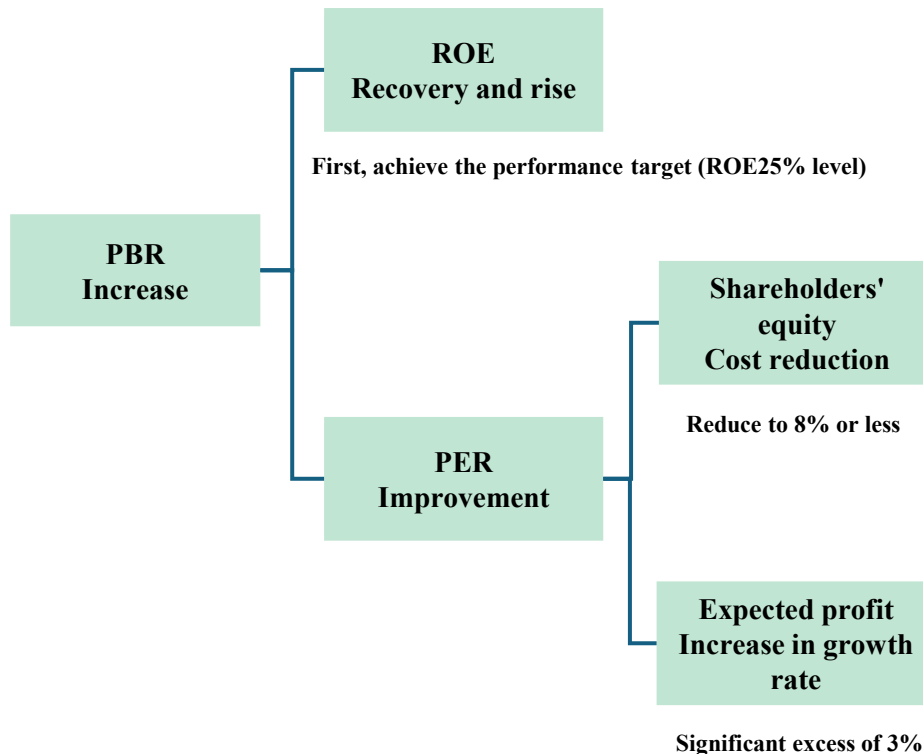 ROE
Recovery and rise
First, achieve the performance target (ROE25% level)
PBR
Increase
Shareholders'
equity
Cost reduction
Reduce to 8% or less
PER
Improvement
Expected profit
Increase in growth
rate
Significant excess of 3%